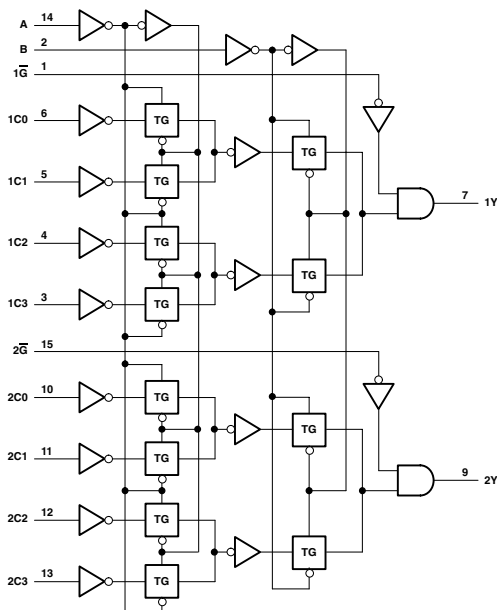 A 14
B 2
1G̅ 1
1C0 6 TG
TG
1C1 5 TG
7 1Y
1C2 4 TG
TG
1C3 3 TG
2G̅ 15
2C0 10 TG
TG
2C1 11 TG
9 2Y
2C2 12 TG
TG
2C3 13 TG